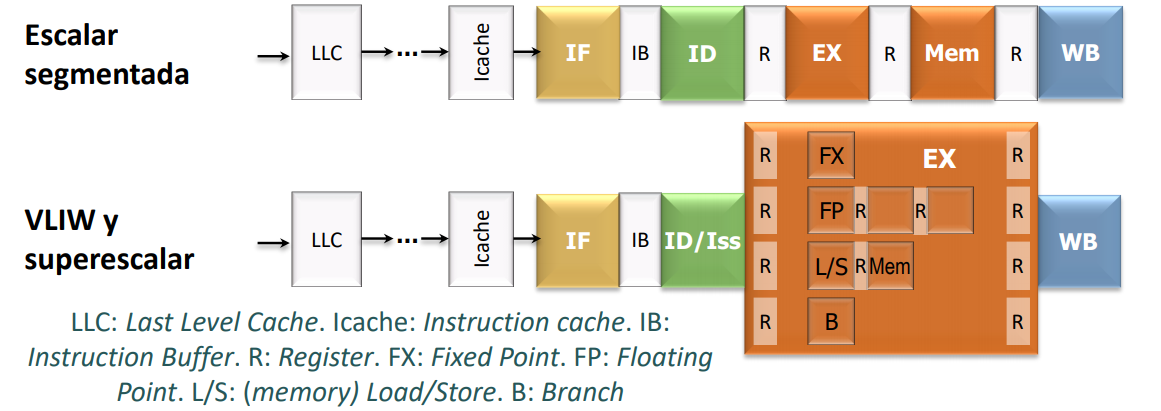 Escalar
segmentada
LLC
...
Icache
IF
IB
ID
R
EX
R
Mem
R
WB
VLIW y
superescalar
LLC
...
Icache
IF
IB
ID/Iss
R
FX
EX
R
R
FP
R
R
R
R
L/S
R
Mem
R
R
B
R
WB
LLC: Last Level Cache. Icache: Instruction cache. IB:
Instruction Buffer. R: Register. FX: Fixed Point. FP: Floating
Point. L/S: (memory) Load/Store. B: Branch